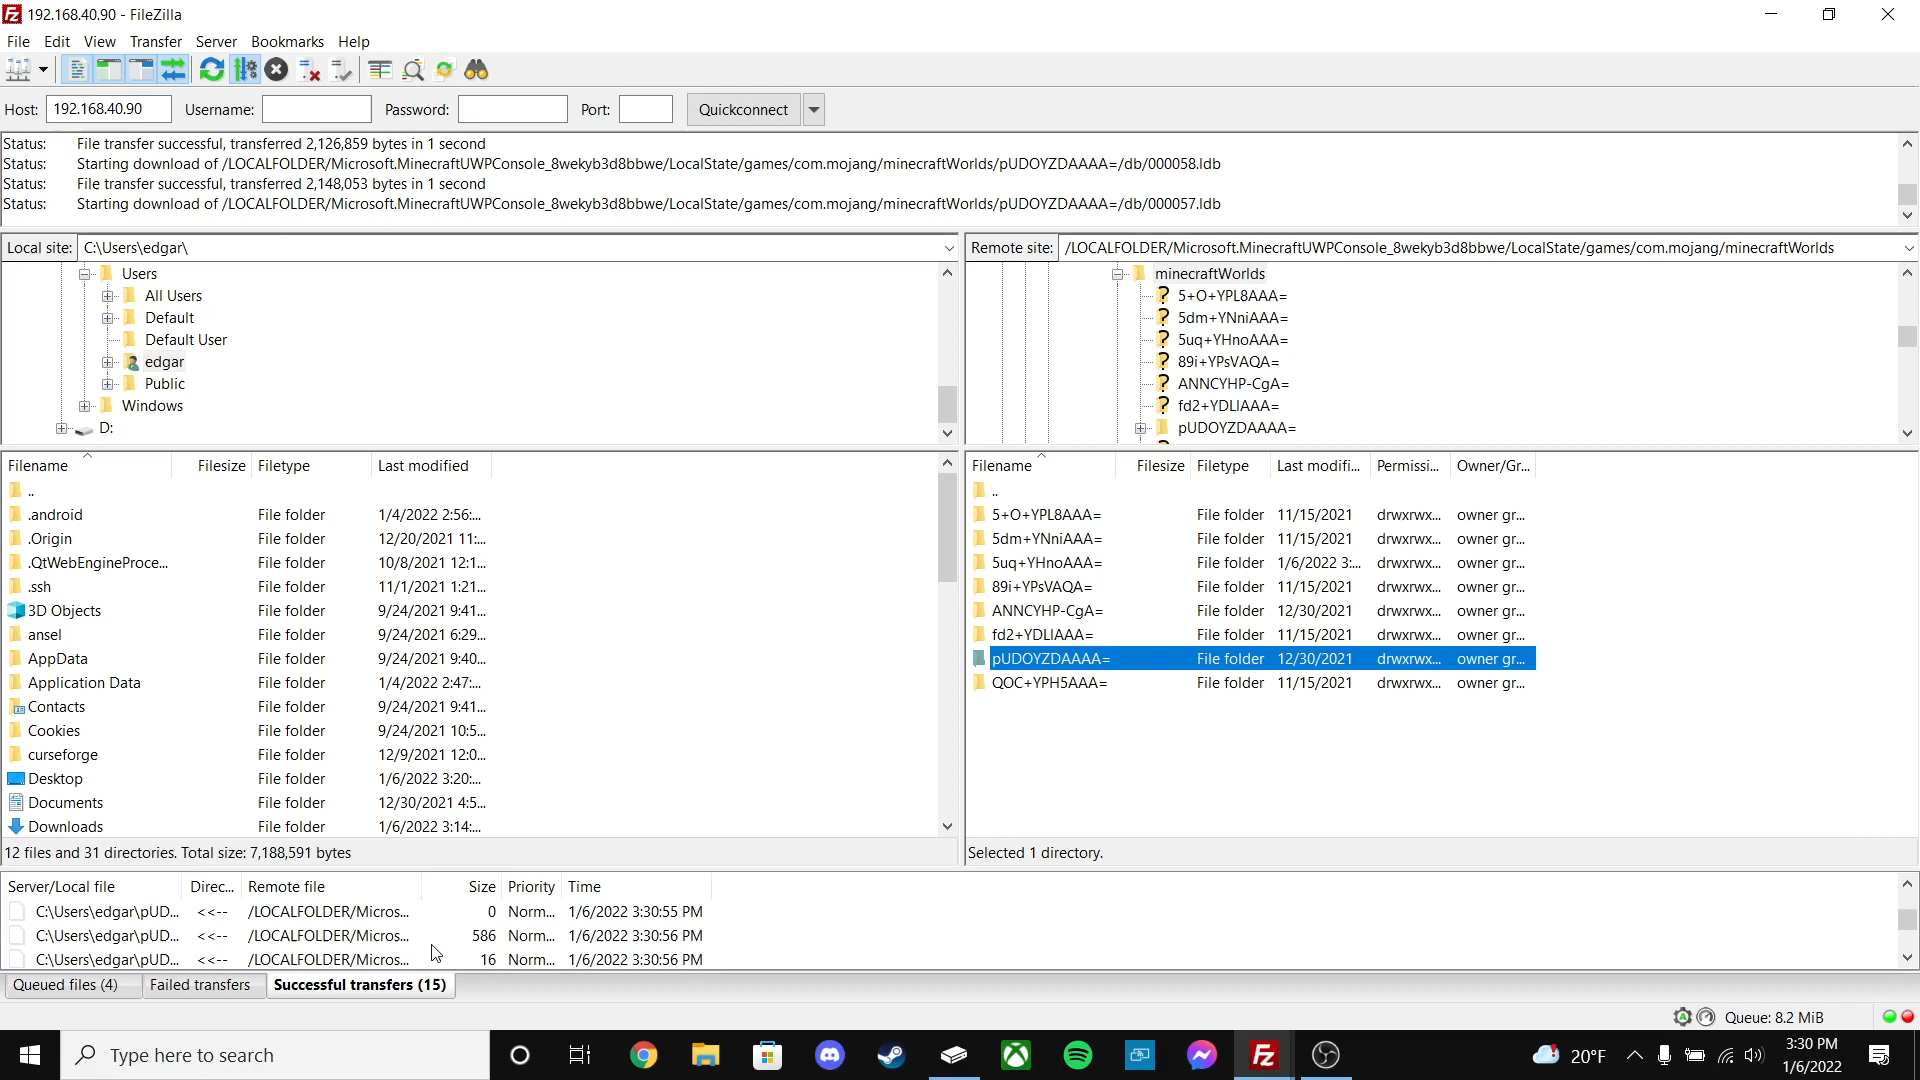 192.168.40.90 - FileZilla
File Edit View Transfer Server Bookmarks Help
Host: 192.168.40.90 Username: Password: Port: Quickconnect
Status: File transfer successful, transferred 2,126,859 bytes in 1 second
Status: Starting download of /LOCALFOLDER/Microsoft.MinecraftUWPConsole_8wekyb3d8bbwe/LocalState/games/com.mojang/minecraftWorlds/pUDOYZDAAAA=/db/000058.ldb
Status: File transfer successful, transferred 2,148,053 bytes in 1 second
Status: Starting download of /LOCALFOLDER/Microsoft.MinecraftUWPConsole_8wekyb3d8bbwe/LocalState/games/com.mojang/minecraftWorlds/pUDOYZDAAAA=/db/000057.ldb
Local site: C:\Users\edgar\
Users
All Users
Default
Default User
edgar
Public
Windows
D:
Filename Filesize Filetype Last modified
..
.android File folder 1/4/2022 2:56:...
.Origin File folder 12/20/2021 11:...
.QtWebEngineProce... File folder 10/8/2021 12:1...
.ssh File folder 11/1/2021 1:21...
3D Objects File folder 9/24/2021 9:41...
ansel File folder 9/24/2021 6:29...
AppData File folder 9/24/2021 9:40...
Application Data File folder 1/4/2022 2:47:...
Contacts File folder 9/24/2021 9:41...
Cookies File folder 9/24/2021 10:5...
curseforge File folder 12/9/2021 12:0...
Desktop File folder 1/6/2022 3:20:...
Documents File folder 12/30/2021 4:5...
Downloads File folder 1/6/2022 3:14:...
12 files and 31 directories. Total size: 7,188,591 bytes
Remote site: /LOCALFOLDER/Microsoft.MinecraftUWPConsole_8wekyb3d8bbwe/LocalState/games/com.mojang/minecraftWorlds
minecraftWorlds
5+O+YPL8AAA=
5dm+YNniAAA=
5uq+YHnoAAA=
89i+YPsVAQA=
ANNCYHP-CgA=
fd2+YDLIAAA=
pUDOYZDAAAA=
Filename Filesize Filetype Last modifi... Permissi... Owner/Gr...
..
5+O+YPL8AAA= File folder 11/15/2021 drwxrwx... owner gr...
5dm+YNniAAA= File folder 11/15/2021 drwxrwx... owner gr...
5uq+YHnoAAA= File folder 1/6/2022 3:... drwxrwx... owner gr...
89i+YPsVAQA= File folder 11/15/2021 drwxrwx... owner gr...
ANNCYHP-CgA= File folder 12/30/2021 drwxrwx... owner gr...
fd2+YDLIAAA= File folder 11/15/2021 drwxrwx... owner gr...
pUDOYZDAAAA= File folder 12/30/2021 drwxrwx... owner gr...
QOC+YPH5AAA= File folder 11/15/2021 drwxrwx... owner gr...
Selected 1 directory.
Server/Local file Direc... Remote file Size Priority Time
C:\Users\edgar\pUD... <<-- /LOCALFOLDER/Micros... 0 Norm... 1/6/2022 3:30:55 PM
C:\Users\edgar\pUD... <<-- /LOCALFOLDER/Micros... 586 Norm... 1/6/2022 3:30:56 PM
C:\Users\edgar\pUD... <<-- /LOCALFOLDER/Micros... 16 Norm... 1/6/2022 3:30:56 PM
Queued files (4) Failed transfers Successful transfers (15)
Queue: 8.2 MiB
Type here to search
20°F
3:30 PM
1/6/2022